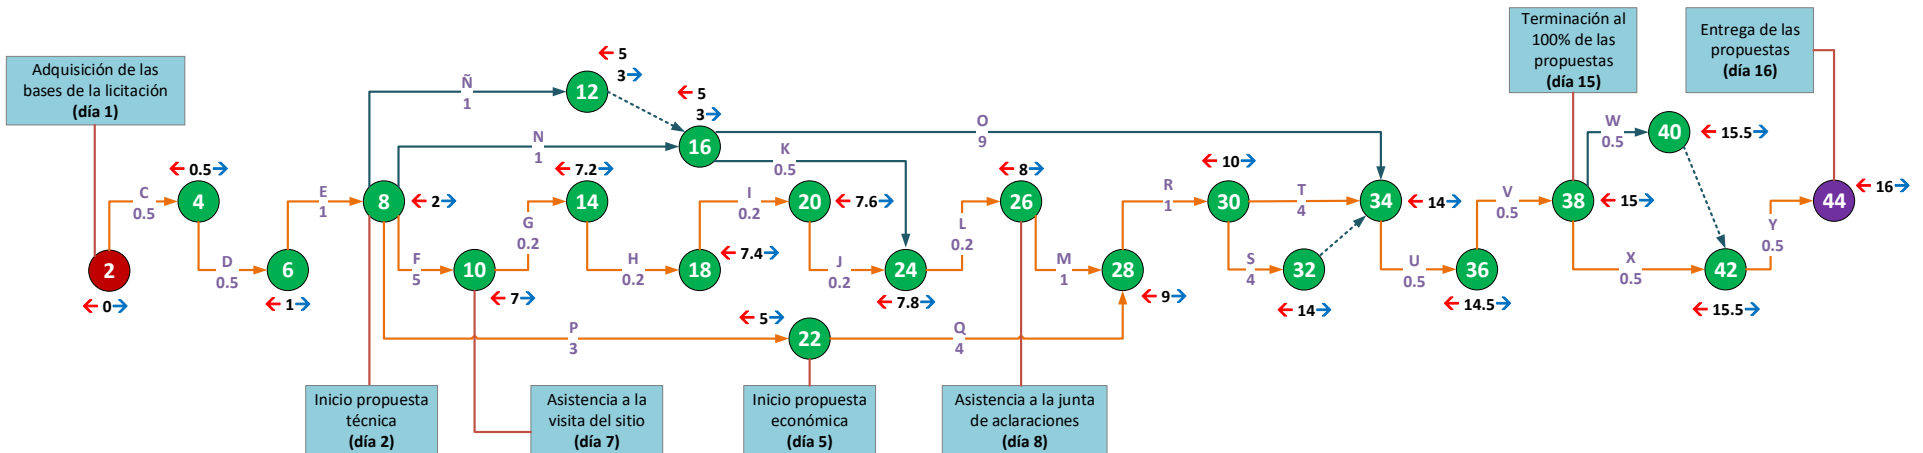 Adquisición de las
bases de la licitación
(día 1)
Terminación al
100% de las
propuestas
(día 15)
Entrega de las
propuestas
(día 16)
← 5
3→
Ñ
1
12
← 5
3→
O
9
W
0.5
40
← 15.5→
N
1
16
K
0.5
← 0.5→
C
0.5
4
E
1
8
← 2→
← 7.2→
14
G
0.2
I
0.2
20
← 7.6→
← 8→
26
L
0.2
← 10→
R
1
30
T
4
34
← 14→
V
0.5
38
← 15→
44
← 16→
Y
0.5
2
← 0→
D
0.5
6
← 1→
F
5
10
← 7→
H
0.2
18
← 7.4→
J
0.2
24
← 7.8→
M
1
28
← 9→
S
4
32
← 14→
U
0.5
36
← 14.5→
X
0.5
42
← 15.5→
P
3
← 5→
22
Q
4
Inicio propuesta
técnica
(día 2)
Asistencia a la
visita del sitio
(día 7)
Inicio propuesta
económica
(día 5)
Asistencia a la junta
de aclaraciones
(día 8)